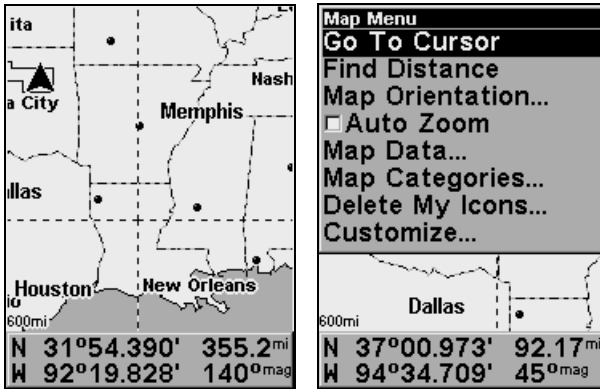 ita
Nash
a City
Memphis
llas
Houston
New Orleans
io
600mi
N 31º54.390' 355.2mi
W 92º19.828' 140ºmag
Map Menu
Go To Cursor
Find Distance
Map Orientation...
Auto Zoom
Map Data...
Map Categories...
Delete My Icons...
Customize...
Dallas
600mi
N 37º00.973' 92.17mi
W 94º34.709' 45ºmag